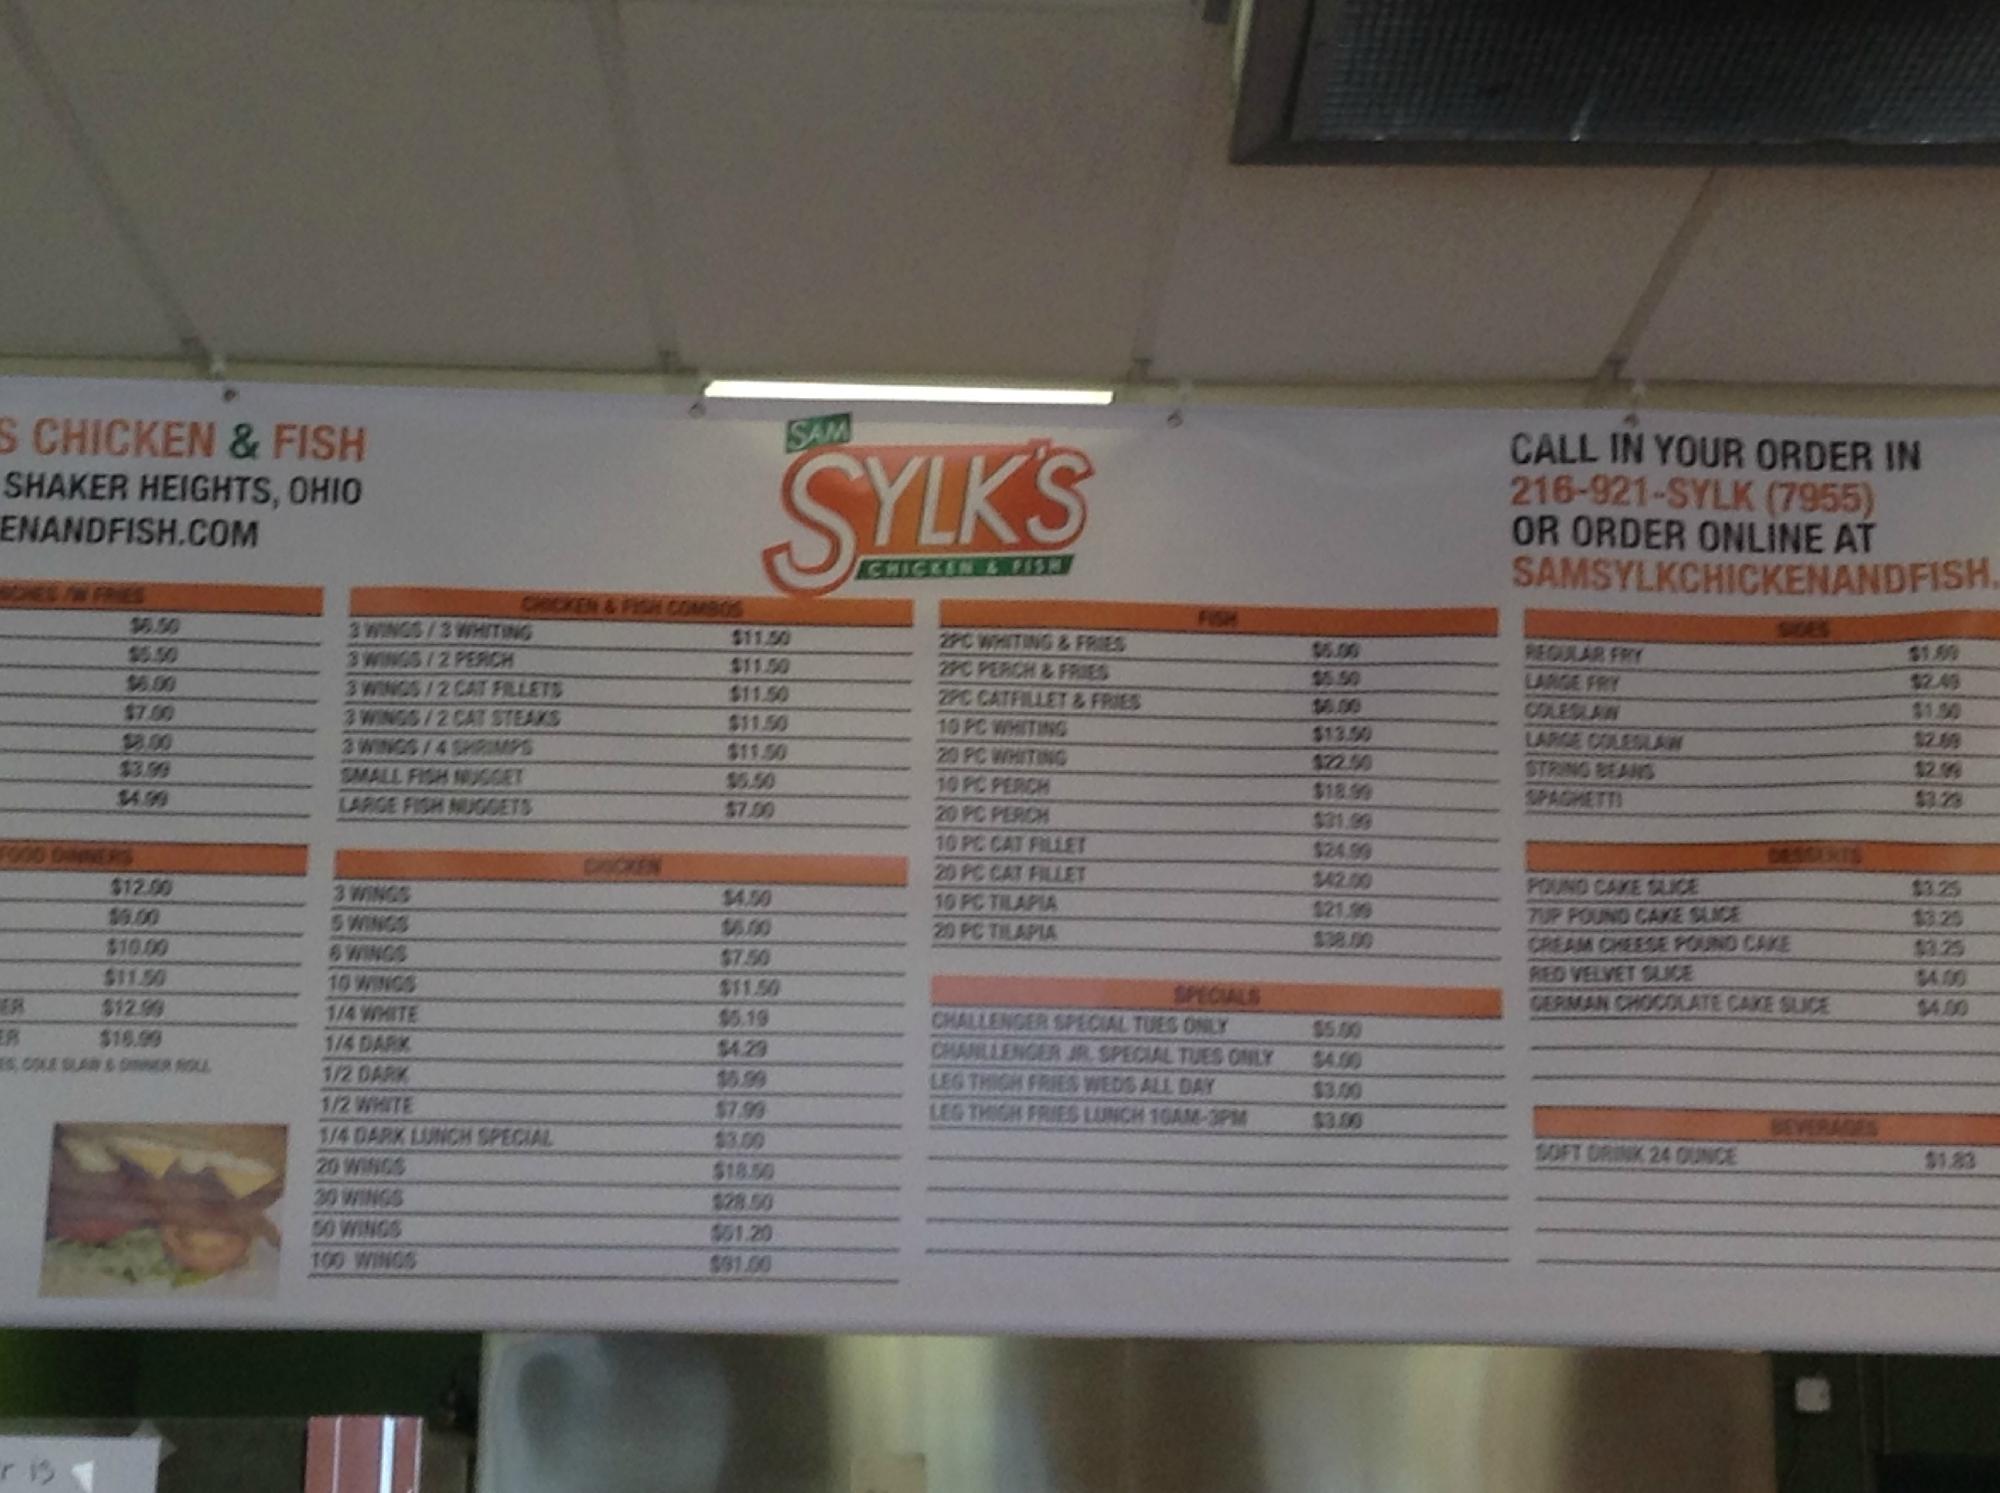 S CHICKEN & FISH
SHAKER HEIGHTS, OHIO
ENANDFISH.COM
SAM
SYLK'S
CHICKEN & FISH
CALL IN YOUR ORDER IN
216-921-SYLK (7955)
OR ORDER ONLINE AT
SAMSYLKCHICKENANDFISH.
ICHES /W FRIES
$6.50
$5.50
$6.00
$7.00
$8.00
$3.99
$4.99
FOOD DINNERS
$12.00
$9.00
$10.00
$11.50
ER $12.99
ER $16.99
ES, COLE SLAW & DINNER ROLL
CHICKEN & FISH COMBOS
3 WINGS / 3 WHITING $11.50
3 WINGS / 2 PERCH $11.50
3 WINGS / 2 CAT FILLETS $11.50
3 WINGS / 2 CAT STEAKS $11.50
3 WINGS / 4 SHRIMPS $11.50
SMALL FISH NUGGET $5.50
LARGE FISH NUGGETS $7.00
CHICKEN
3 WINGS $4.50
5 WINGS $6.00
6 WINGS $7.50
10 WINGS $11.50
1/4 WHITE $5.19
1/4 DARK $4.29
1/2 DARK $6.99
1/2 WHITE $7.99
1/4 DARK LUNCH SPECIAL $3.00
20 WINGS $18.50
30 WINGS $28.50
50 WINGS
100 WINGS $91.00
FISH
2PC WHITING & FRIES $5.00
2PC PERCH & FRIES $5.50
2PC CATFILLET & FRIES $6.00
10 PC WHITING $13.50
20 PC WHITING $22.50
10 PC PERCH $18.99
20 PC PERCH $31.99
10 PC CAT FILLET $24.99
20 PC CAT FILLET $42.00
10 PC TILAPIA $21.99
20 PC TILAPIA $38.00
SPECIALS
CHALLENGER SPECIAL TUES ONLY $5.00
CHANLLENGER JR. SPECIAL TUES ONLY $4.00
LEG THIGH FRIES WEDS ALL DAY $3.00
LEG THIGH FRIES LUNCH 10AM-3PM $3.00
SIDES
REGULAR FRY
LARGE FRY $2.49
COLESLAW $1.50
LARGE COLESLAW
STRING BEANS $2.99
SPAGHETTI $3.29
DESSERTS
POUND CAKE SLICE $3.25
7UP POUND CAKE SLICE $3.25
CREAM CHEESE POUND CAKE $3.25
RED VELVET SLICE $4.00
GERMAN CHOCOLATE CAKE SLICE $4.00
BEVERAGES
SOFT DRINK 24 OUNCE $1.83
r is